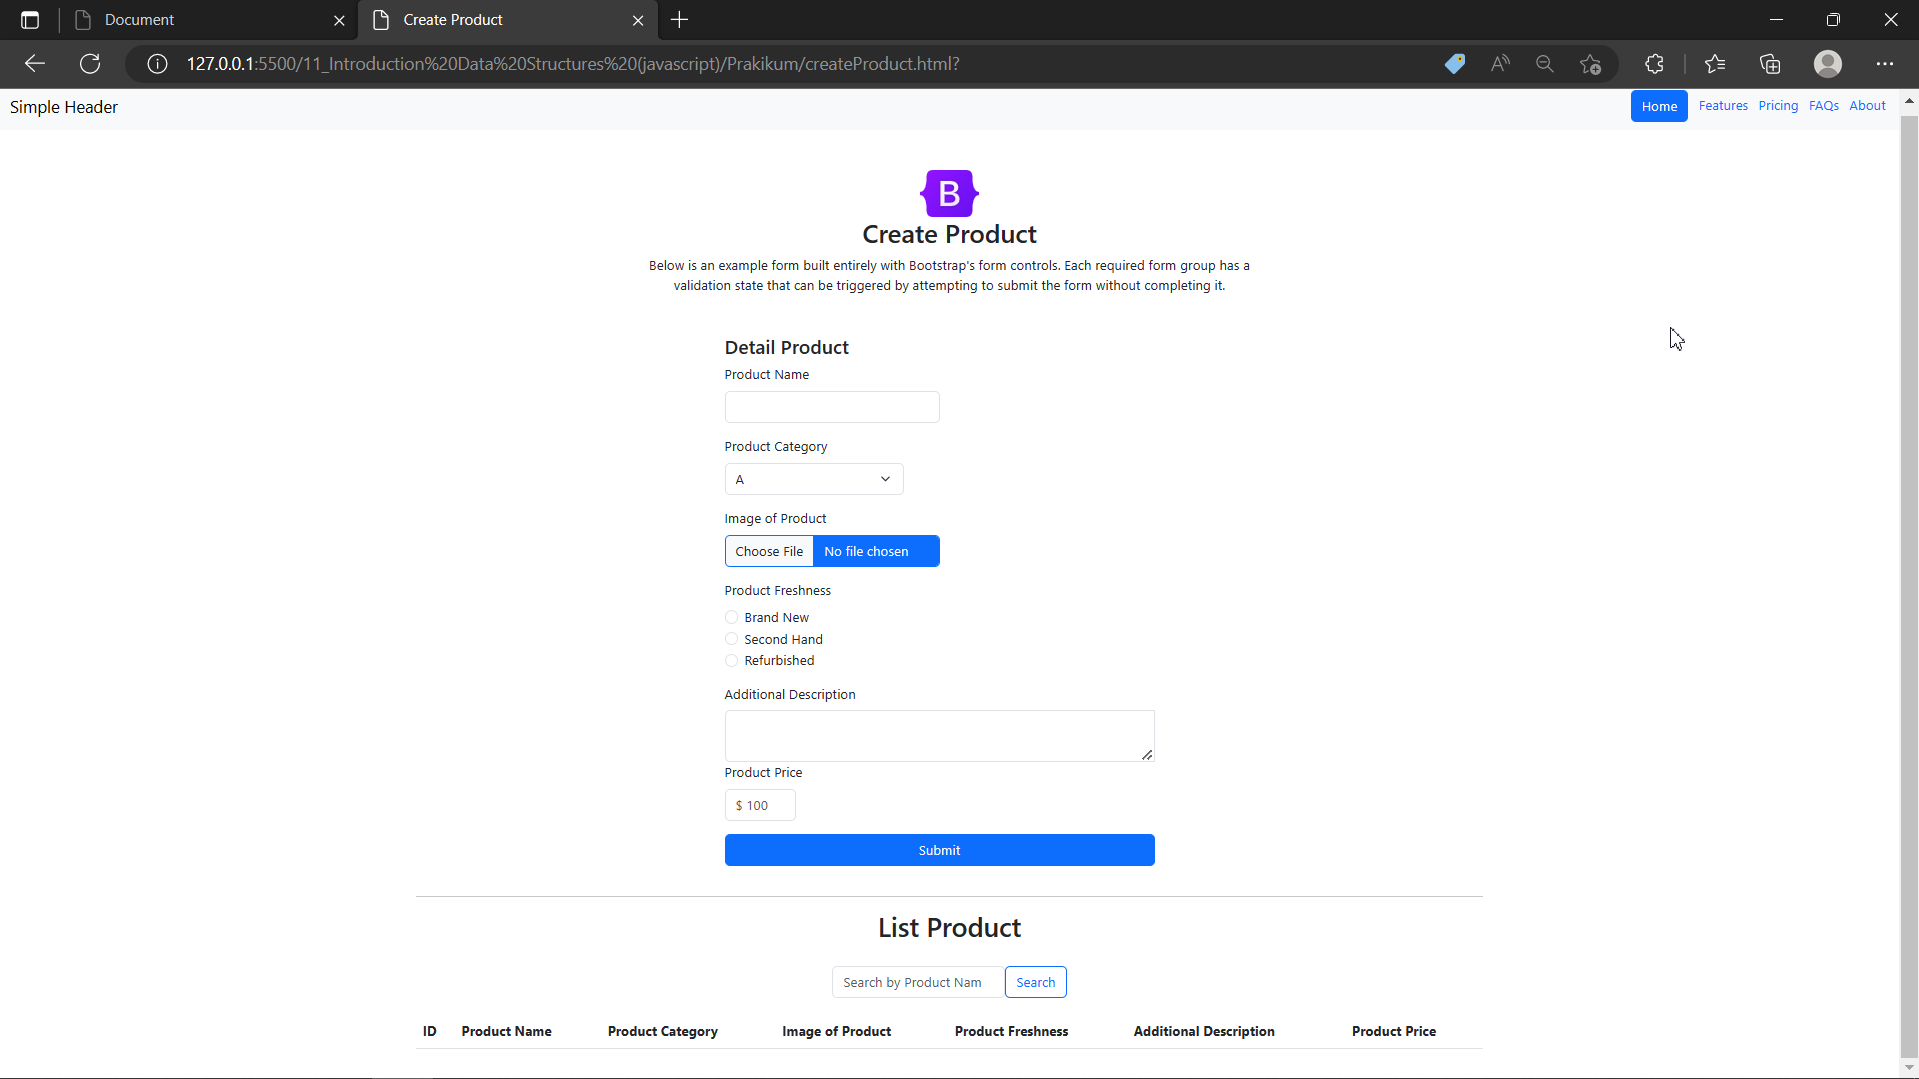 Document
Create Product
127.0.0.1:5500/11_Introduction%20Data%20Structures%20(javascript)/Prakikum/createProduct.html?
Simple Header
Home Features Pricing FAQs About
B
Create Product
Below is an example form built entirely with Bootstrap's form controls. Each required form group has a
validation state that can be triggered by attempting to submit the form without completing it.
Detail Product
Product Name
Product Category
A
Image of Product
Choose File No file chosen
Product Freshness
Brand New
Second Hand
Refurbished
Additional Description
Product Price
$ 100
Submit
List Product
Search by Product Nam Search
ID Product Name Product Category Image of Product Product Freshness Additional Description Product Price